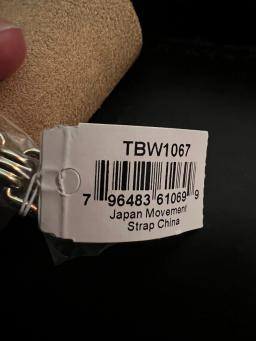 TBW1067
7 96483 61069 9
Japan Movement
Strap China